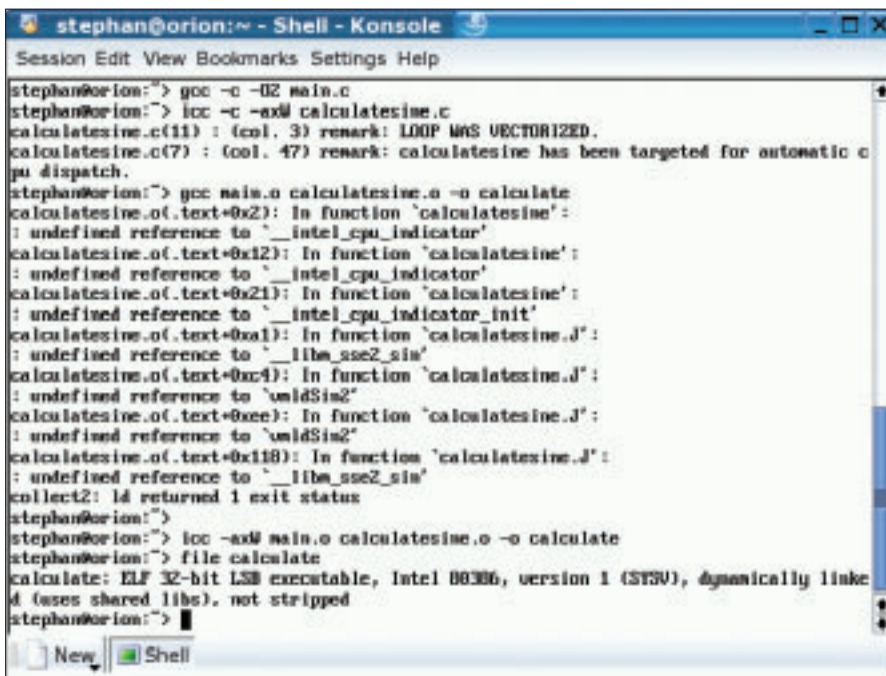 stephan@orion:~ - Shell - Konsole
Session Edit View Bookmarks Settings Help
stephan@orion:~> gcc -c -O2 main.c
stephan@orion:~> icc -c -axW calculatesine.c
calculatesine.c(11) : (col. 3) remark: LOOP WAS VECTORIZED.
calculatesine.c(7) : (col. 47) remark: calculatesine has been targeted for automatic c
pu dispatch.
stephan@orion:~> gcc main.o calculatesine.o -o calculate
calculatesine.o(.text+0x2): In function `calculatesine':
: undefined reference to `__intel_cpu_indicator'
calculatesine.o(.text+0x12): In function `calculatesine':
: undefined reference to `__intel_cpu_indicator'
calculatesine.o(.text+0x21): In function `calculatesine':
: undefined reference to `__intel_cpu_indicator_init'
calculatesine.o(.text+0xa1): In function `calculatesine.J':
: undefined reference to `__libm_sse2_sin'
calculatesine.o(.text+0xc4): In function `calculatesine.J':
: undefined reference to `vmldSin2'
calculatesine.o(.text+0xee): In function `calculatesine.J':
: undefined reference to `vmldSin2'
calculatesine.o(.text+0x118): In function `calculatesine.J':
: undefined reference to `__libm_sse2_sin'
collect2: ld returned 1 exit status
stephan@orion:~>
stephan@orion:~> icc -axW main.o calculatesine.o -o calculate
stephan@orion:~> file calculate
calculate: ELF 32-bit LSB executable, Intel 80386, version 1 (SYSV), dynamically linke
d (uses shared libs), not stripped
stephan@orion:~>
New Shell